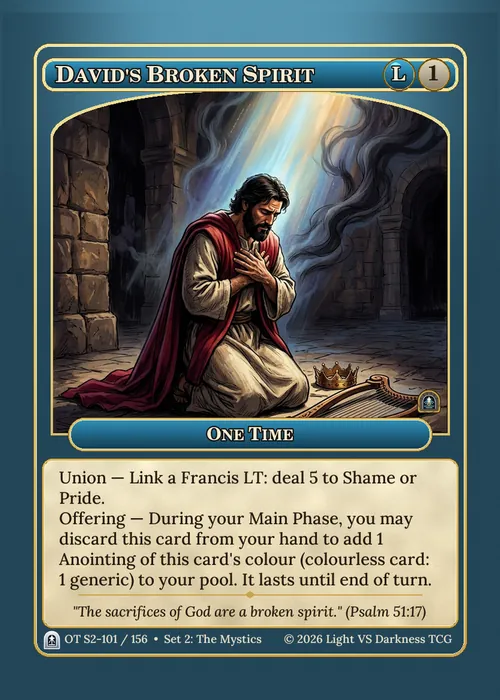 David's Broken Spirit
L 1
One Time
Union — Link a Francis LT: deal 5 to Shame or
Pride.
Offering — During your Main Phase, you may
discard this card from your hand to add 1
Anointing of this card's colour (colourless card:
1 generic) to your pool. It lasts until end of turn.
"The sacrifices of God are a broken spirit." (Psalm 51:17)
OT S2-101 / 156 • Set 2: The Mystics © 2026 Light VS Darkness TCG